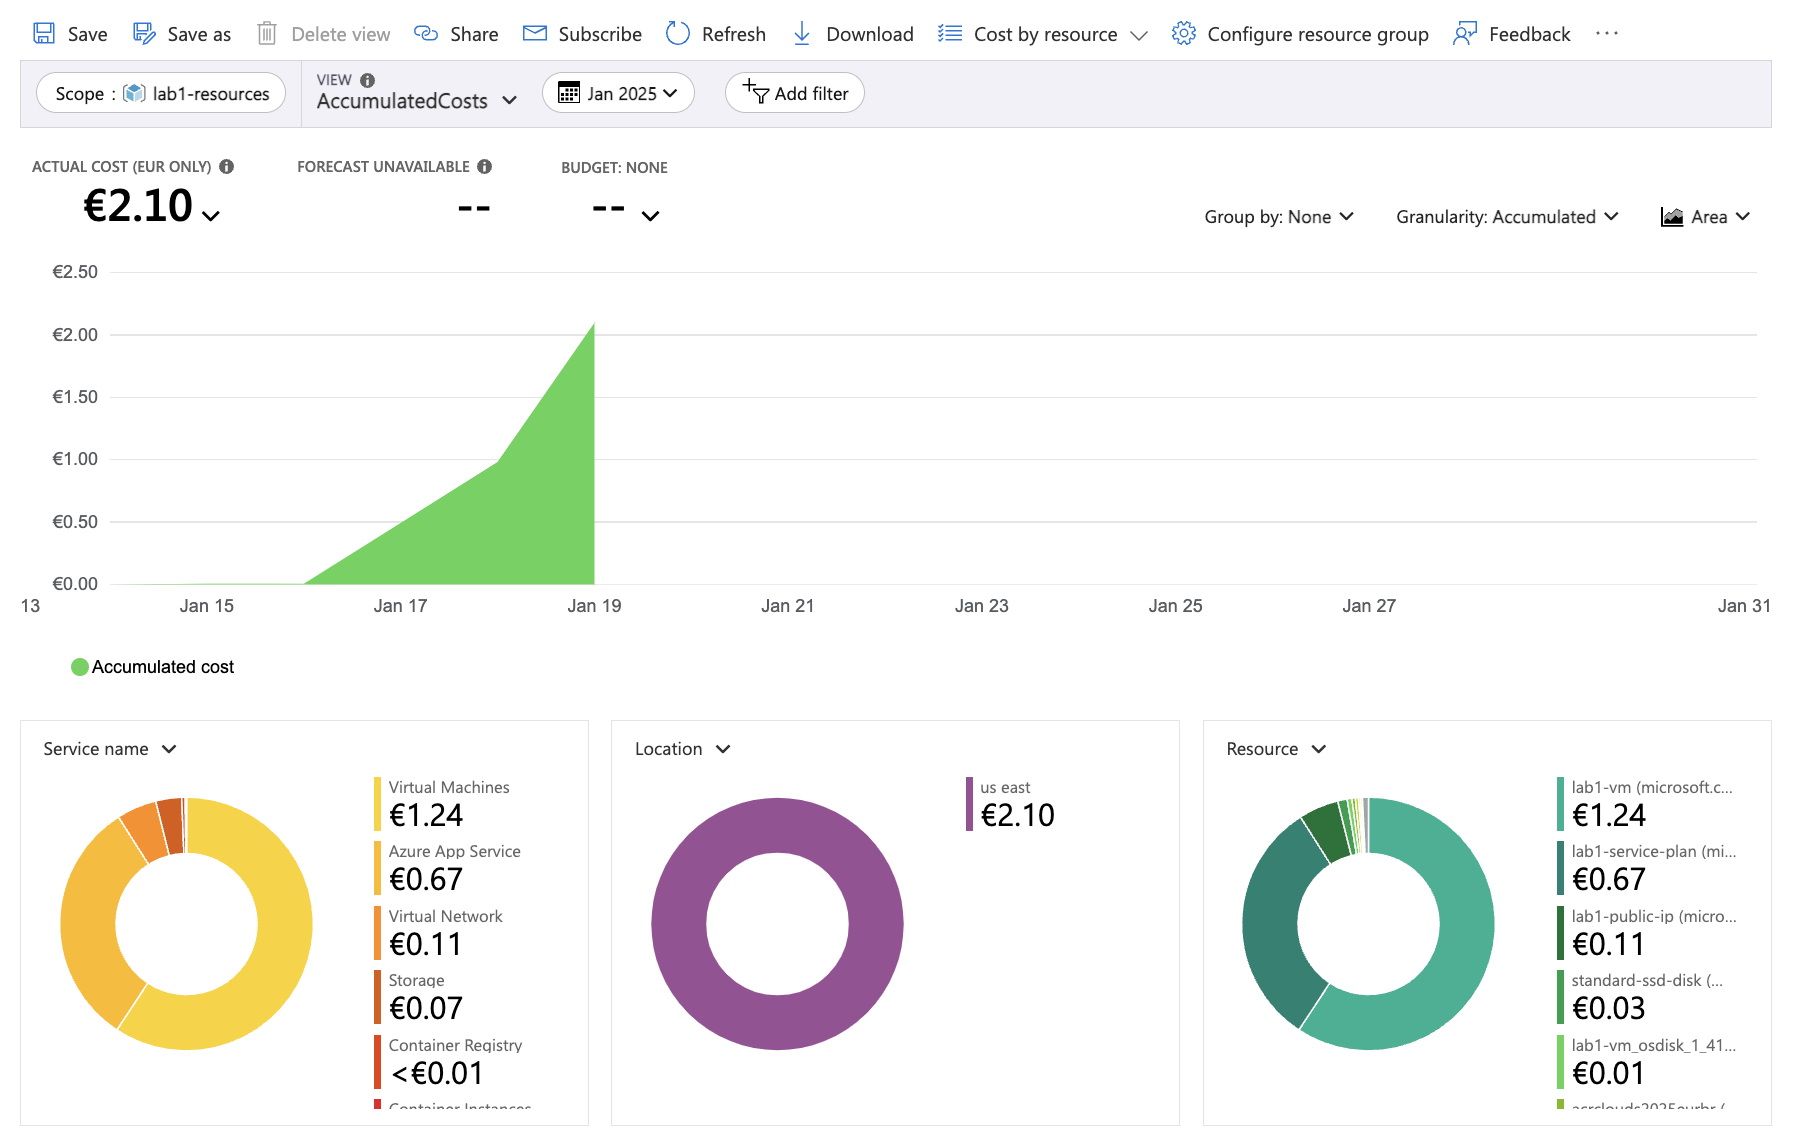 Save Save as Delete view Share Subscribe Refresh Download Cost by resource Configure resource group Feedback ···
Scope : lab1-resources
VIEW
AccumulatedCosts
Jan 2025
Add filter
ACTUAL COST (EUR ONLY)
€2.10
FORECAST UNAVAILABLE
--
BUDGET: NONE
--
Group by: None
Granularity: Accumulated
Area
€2.50
€2.00
€1.50
€1.00
€0.50
€0.00
13 Jan 15 Jan 17 Jan 19 Jan 21 Jan 23 Jan 25 Jan 27 Jan 31
Accumulated cost
Service name
Virtual Machines
€1.24
Azure App Service
€0.67
Virtual Network
€0.11
Storage
€0.07
Container Registry
<€0.01
Container Instances
Location
us east
€2.10
Resource
lab1-vm (microsoft.c...
€1.24
lab1-service-plan (mi...
€0.67
lab1-public-ip (micro...
€0.11
standard-ssd-disk (...
€0.03
lab1-vm_osdisk_1_41...
€0.01